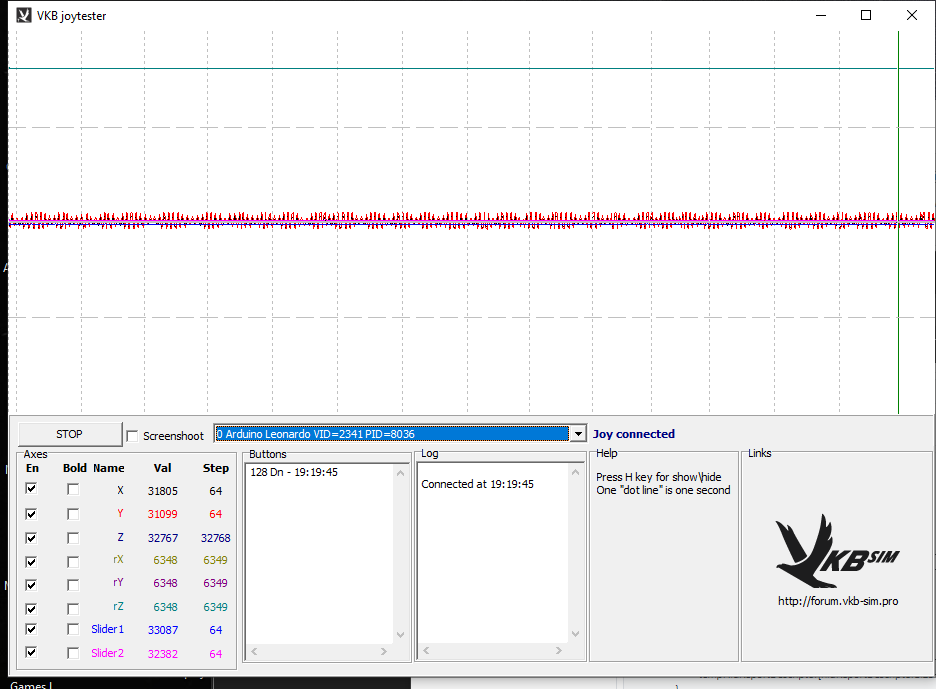 VKB joytester
STOP
Screenshoot
0 Arduino Leonardo VID=2341 PID=8036
Joy connected
Axes
En Bold Name Val Step
X 31805 64
Y 31099 64
Z 32767 32768
rX 6348 6349
rY 6348 6349
rZ 6348 6349
Slider1 33087 64
Slider2 32382 64
Buttons
128 Dn - 19:19:45
Log
Connected at 19:19:45
Help
Press H key for show\hide
One "dot line" is one second
Links
VKBSIM
http://forum.vkb-sim.pro
Games